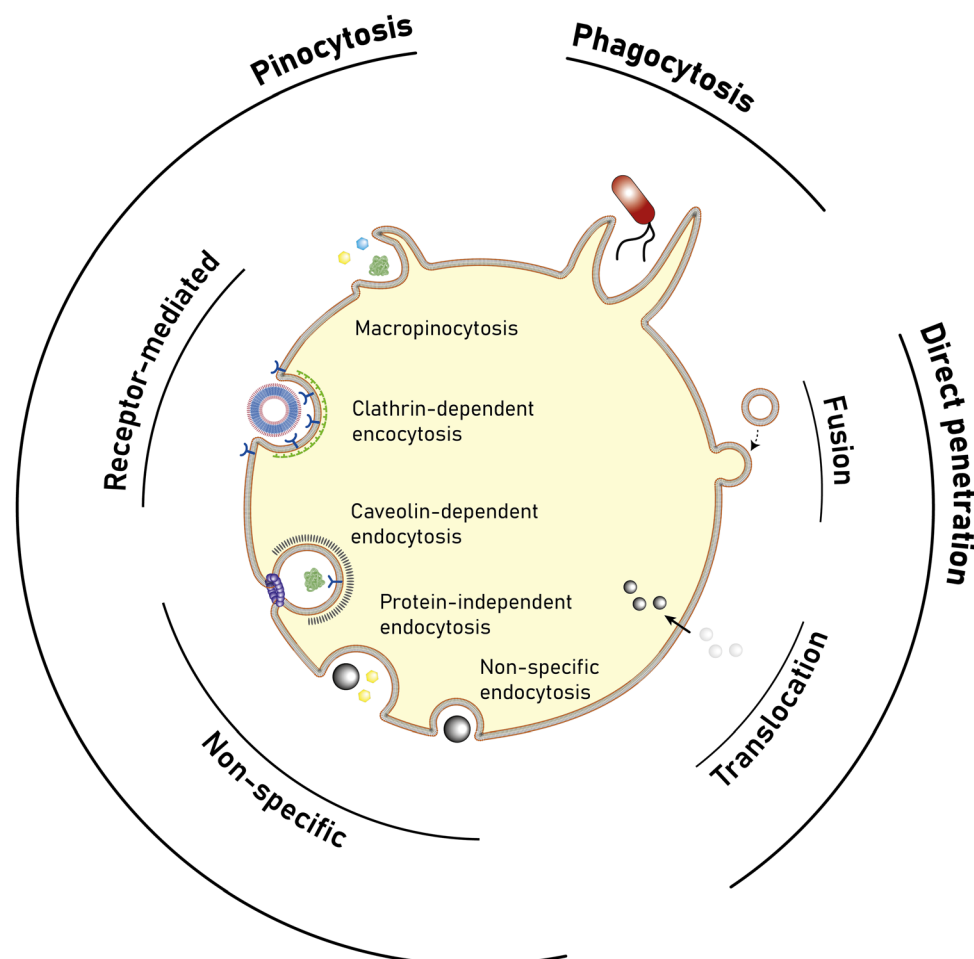 Pinocytosis
Phagocytosis
Receptor-mediated
Direct penetration
Macropinocytosis
Clathrin-dependent
encocytosis
Fusion
Caveolin-dependent
endocytosis
Protein-independent
endocytosis
Non-specific
endocytosis
Translocation
Non-specific